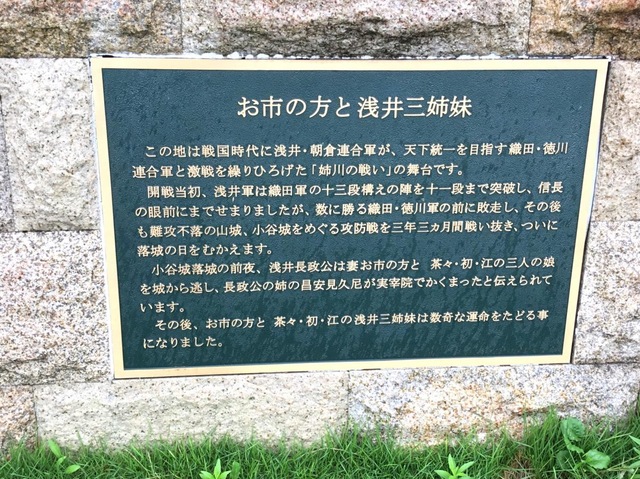 お市の方と浅井三姉妹
この地は戦国時代に浅井・朝倉連合軍が、天下統一を目指す織田・徳川
連合軍と激戦を繰りひろげた「姉川の戦い」の舞台です。
開戦当初、浅井軍は織田軍の十三段構えの陣を十一段まで突破し、信長
の眼前にまでせまりましたが、数に勝る織田・徳川軍の前に敗走し、その後
も難攻不落の山城、小谷城をめぐる攻防戦を三年三カ月間戦い抜き、ついに
落城の日をむかえます。
小谷城落城の前夜、浅井長政公は妻お市の方と 茶々・初・江の三人の娘
を城から逃し、長政公の姉の昌安見久尼が実宰院でかくまったと伝えられて
います。
その後、お市の方と 茶々・初・江の浅井三姉妹は数奇な運命をたどる事
になりました。